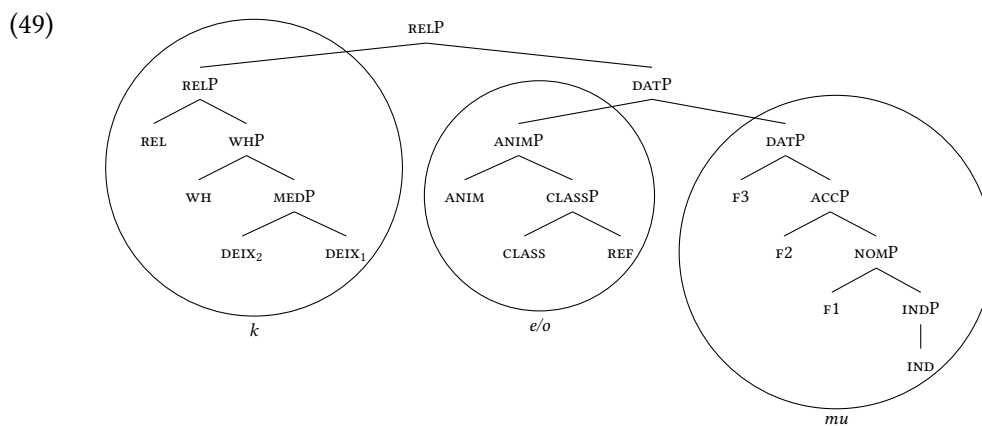 (49)
RELP
RELP DATP
REL WHP ANIMP DATP
WH MEDP ANIM CLASSP F3 ACCP
DEIX₂ DEIX₁ CLASS REF F2 NOMP
F1 INDP
k e/o
IND
mu